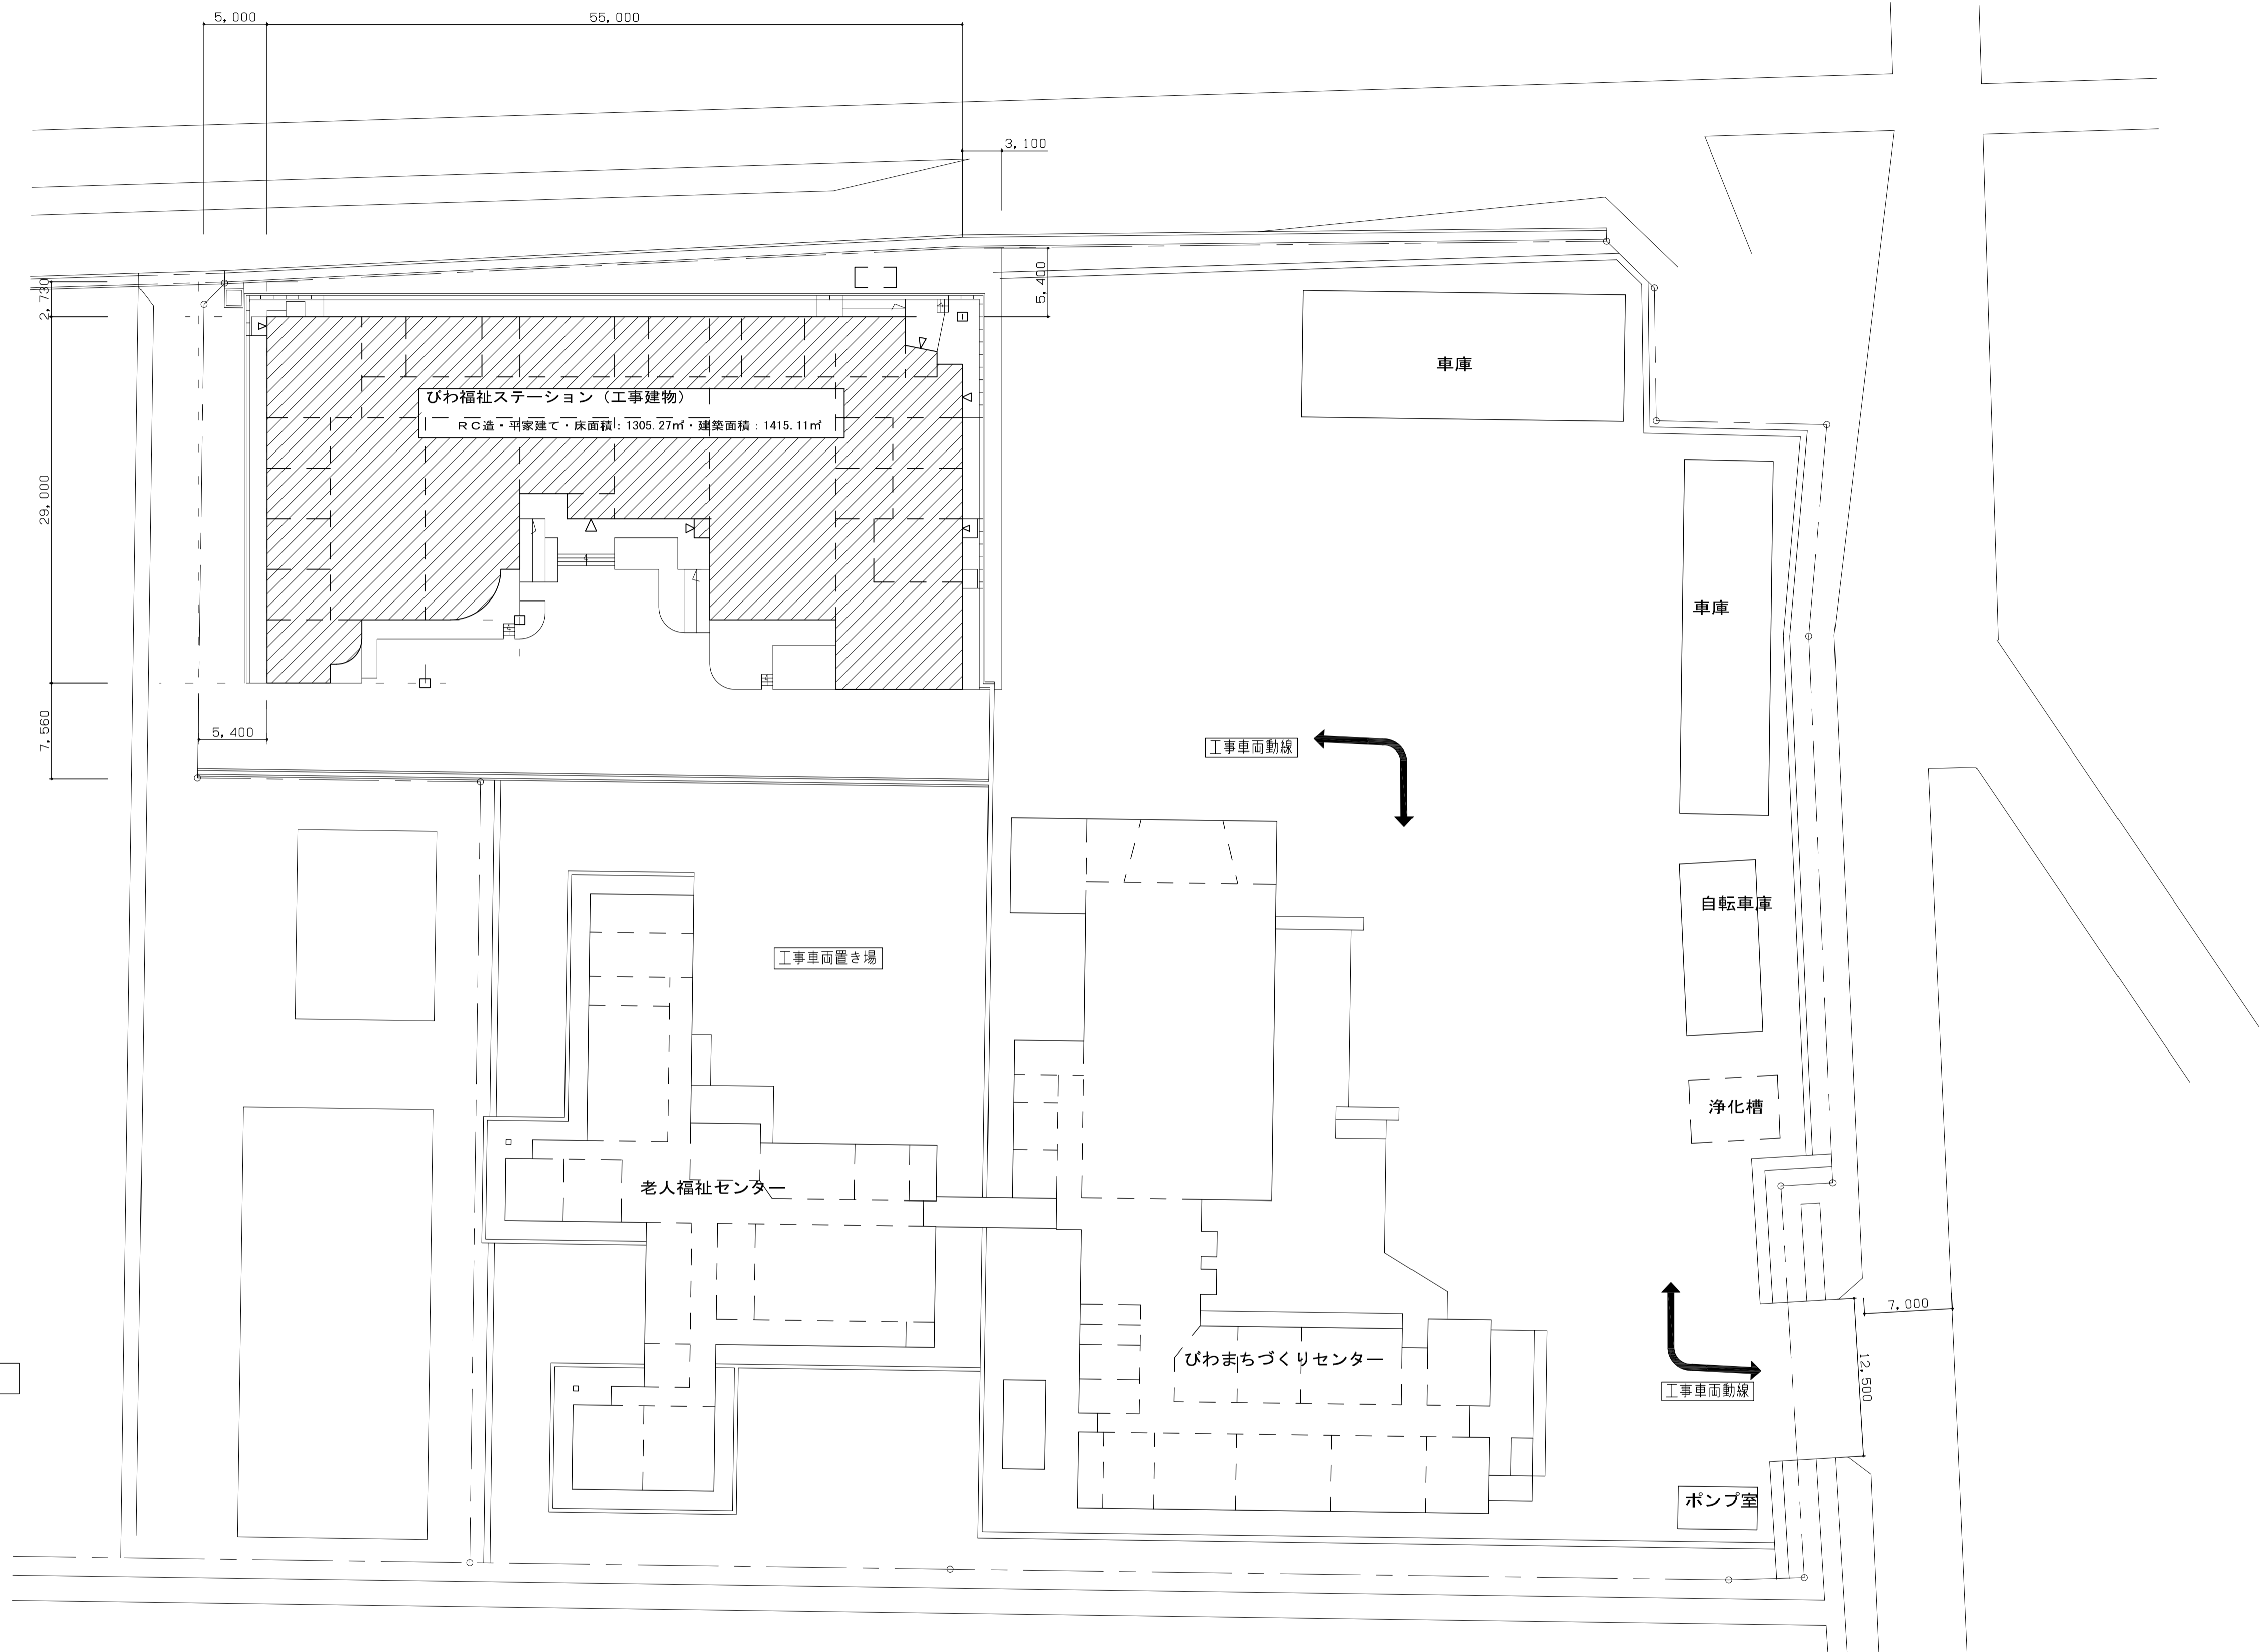 5,000
55,000
3,100
2,730
5,400
びわ福祉ステーション（工事建物）
ＲＣ造・平家建て・床面積：1305.27㎡・建築面積：1415.11㎡
29,000
車庫
車庫
7,560
5,400
工事車両動線
自転車庫
工事車両置き場
浄化槽
老人福祉センター
7,000
びわまちづくりセンター
12,500
工事車両動線
ポンプ室